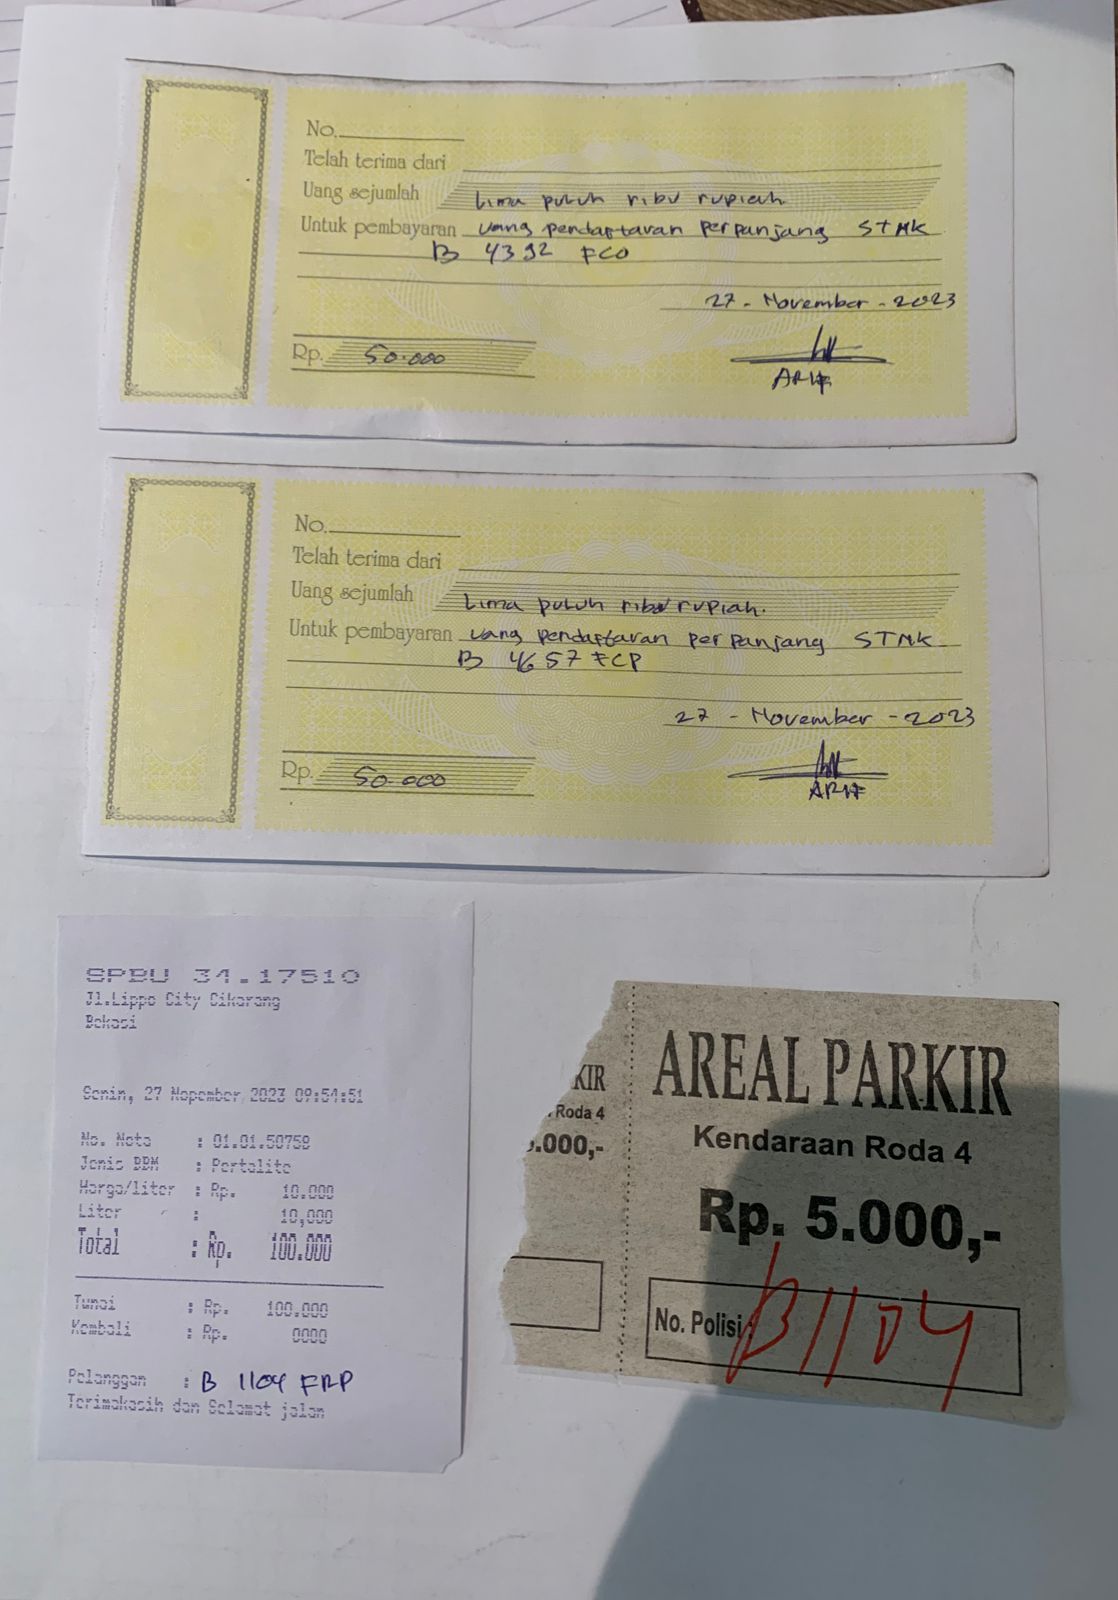 No.
Telah terima dari
Uang sejumlah Lima puluh ribu rupiah
Untuk pembayaran uang pendaftaran perpanjang STNK
B 4392 FCO
27 - November - 2023
Rp. 50.000
ARIF
No.
Telah terima dari
Uang sejumlah Lima puluh ribu rupiah.
Untuk pembayaran uang pendaftaran perpanjang STNK
B 4657 FCP
27 - November - 2023
Rp. 50.000
ARIF
SPBU 34.17510
Jl.Lippo City Cikarang
Bekasi
Senin, 27 Nopember 2023 09:54:51
No. Nota : 01.01.50758
Jenis BBM : Pertalite
Harga/liter : Rp. 10.000
Liter : 10,000
Total : Rp. 100.000
Tunai : Rp. 100.000
Kembali : Rp. 0000
Pelanggan : B 1104 FRP
Terimakasih dan Selamat jalan
KIR
Roda 4
.000,-
AREAL PARKIR
Kendaraan Roda 4
Rp. 5.000,-
No. Polisi : B 1104